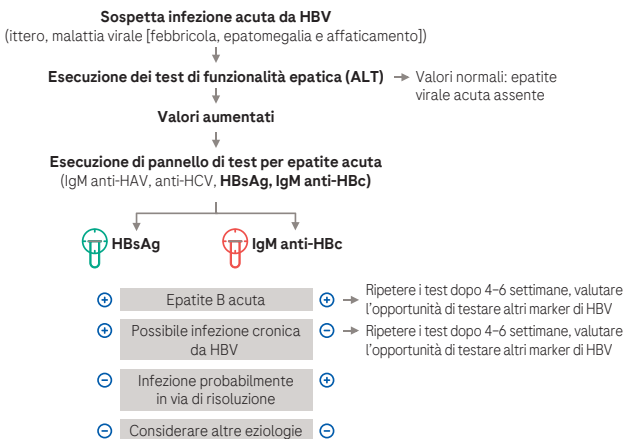 Sospetta infezione acuta da HBV
(ittero, malattia virale [febbricola, epatomegalia e affaticamento])
Esecuzione dei test di funzionalità epatica (ALT)
Valori normali: epatite
virale acuta assente
Valori aumentati
Esecuzione di pannello di test per epatite acuta
(IgM anti-HAV, anti-HCV, HBsAg, IgM anti-HBc)
HBsAg
IgM anti-HBc
+ Epatite B acuta +
Ripetere i test dopo 4–6 settimane, valutare
l'opportunità di testare altri marker di HBV
+ Possibile infezione cronica −
da HBV
Ripetere i test dopo 4–6 settimane, valutare
l'opportunità di testare altri marker di HBV
− Infezione probabilmente +
in via di risoluzione
− Considerare altre eziologie −